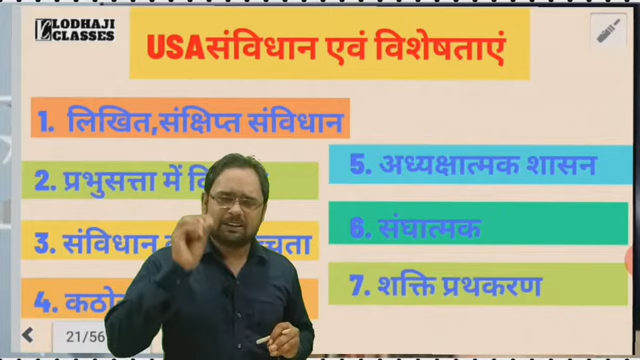 LODHAJI
CLASSES
USAसंविधान एवं विशेषताएं
1. लिखित,संक्षिप्त संविधान
2. प्रभुसत्ता में
3. संविधान
4.
5. अध्यक्षात्मक शासन
6. संघात्मक
7. शक्ति प्रथकरण
21/56